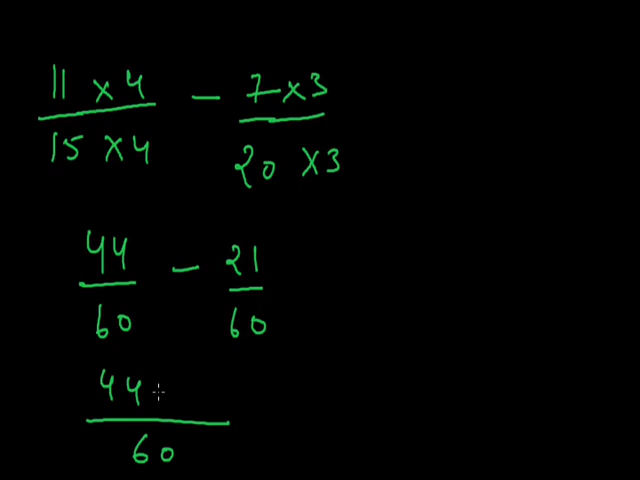 11 × 4 − 7 × 3
15 × 4   20 × 3
44 − 21
60   60
44
60